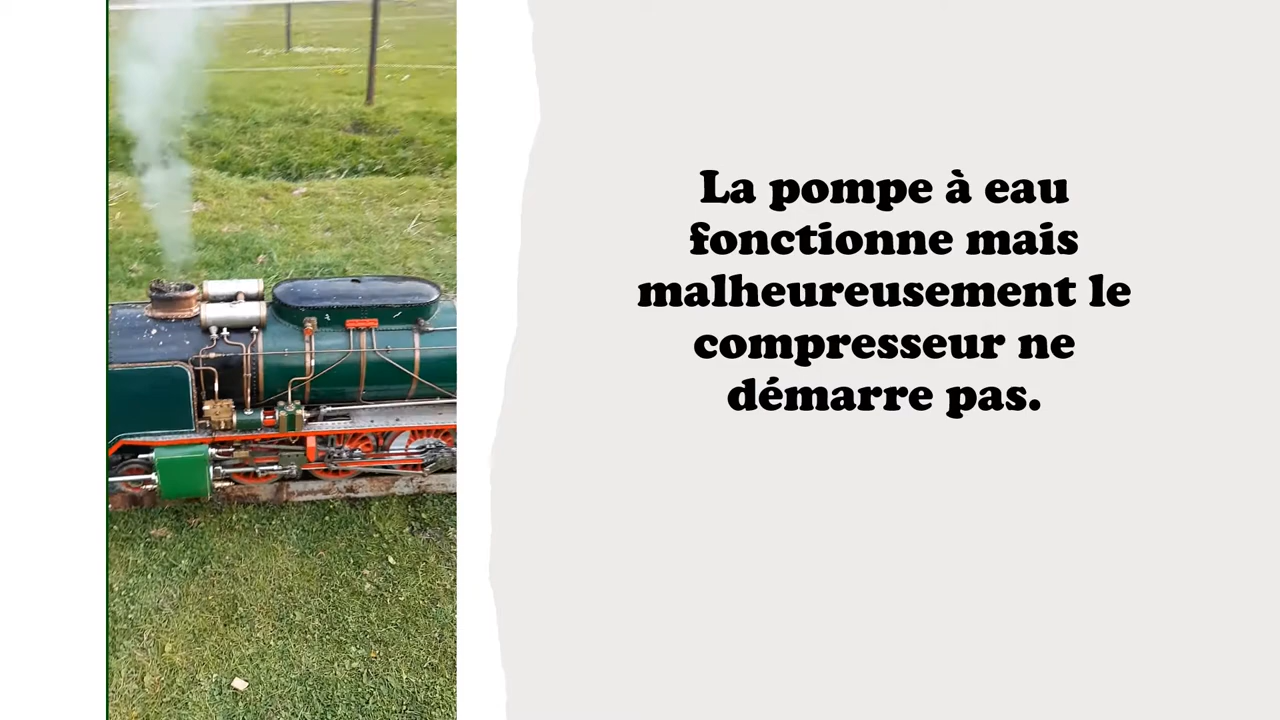 La pompe à eau
fonctionne mais
malheureusement le
compresseur ne
démarre pas.